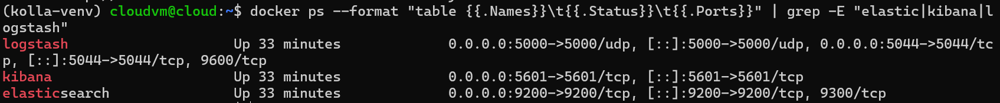 (kolla-venv) cloudvm@cloud:~$ docker ps --format "table {{.Names}}\t{{.Status}}\t{{.Ports}}" | grep -E "elastic|kibana|l
ogstash"
logstash                   Up 33 minutes             0.0.0.0:5000->5000/udp, [::]:5000->5000/udp, 0.0.0.0:5044->5044/tc
p, [::]:5044->5044/tcp, 9600/tcp
kibana                     Up 33 minutes             0.0.0.0:5601->5601/tcp, [::]:5601->5601/tcp
elasticsearch              Up 33 minutes             0.0.0.0:9200->9200/tcp, [::]:9200->9200/tcp, 9300/tcp